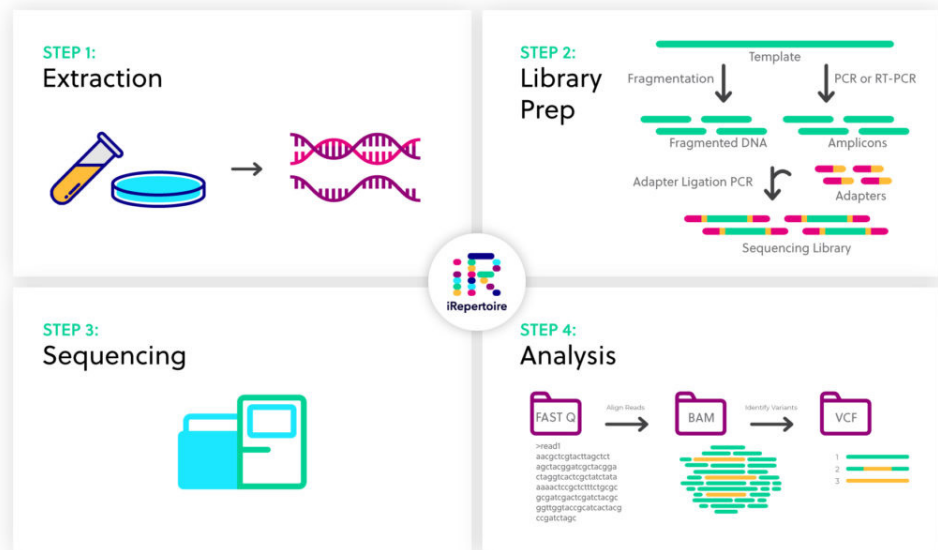 STEP 1:
Extraction
STEP 2:
Library
Prep
Template
Fragmentation
PCR or RT-PCR
Fragmented DNA
Amplicons
Adapter Ligation PCR
Adapters
Sequencing Library
iR
iRepertoire
STEP 3:
Sequencing
STEP 4:
Analysis
FAST Q
Align Reads
BAM
Identify Variants
VCF
>read1
aacgctcgtacttagctct
agctacggatcgctacgga
ctaggtcactcgctatctata
aaaactccgctctttctgcgc
gcgatcgactcgatctacgc
ggttggtaccgcatcactacg
ccgatctagc
1
2
3